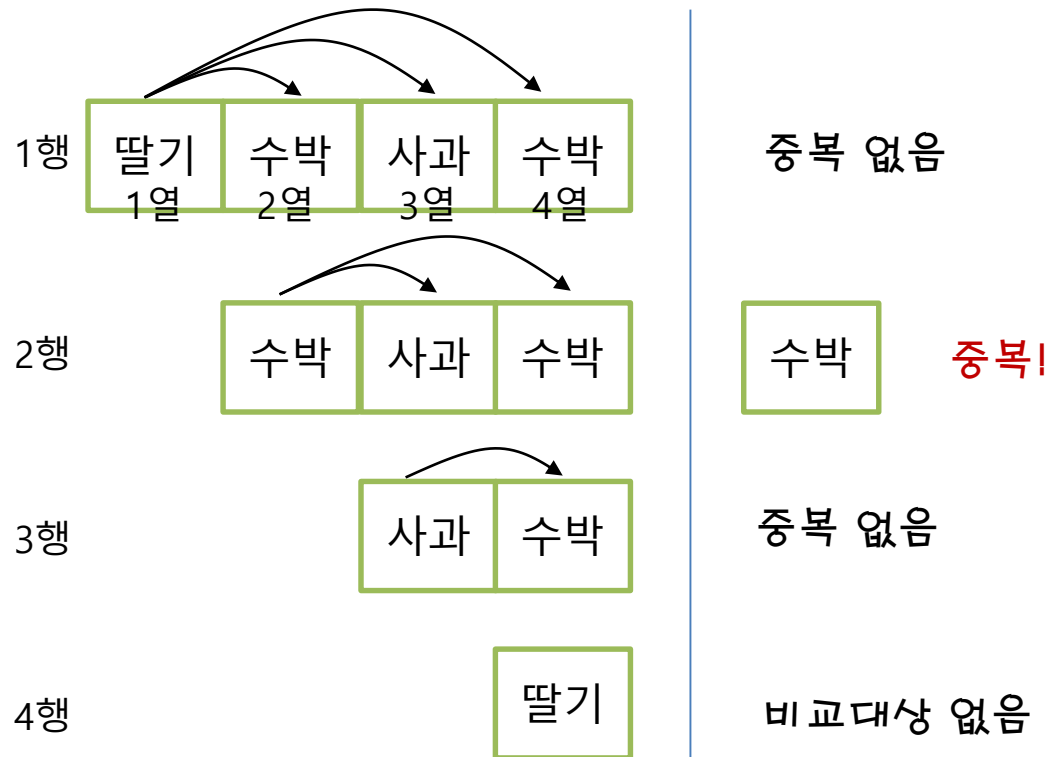 1행 딸기 수박 사과 수박 중복 없음
1열 2열 3열 4열
2행 수박 사과 수박 수박 중복!
3행 사과 수박 중복 없음
4행 딸기 비교대상 없음